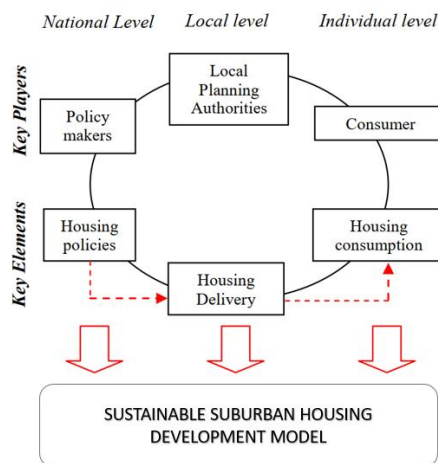 National Level
Local level
Individual level
Key Players
Local
Planning
Authorities
Policy
makers
Consumer
Key Elements
Housing
policies
Housing
consumption
Housing
Delivery
SUSTAINABLE SUBURBAN HOUSING
DEVELOPMENT MODEL